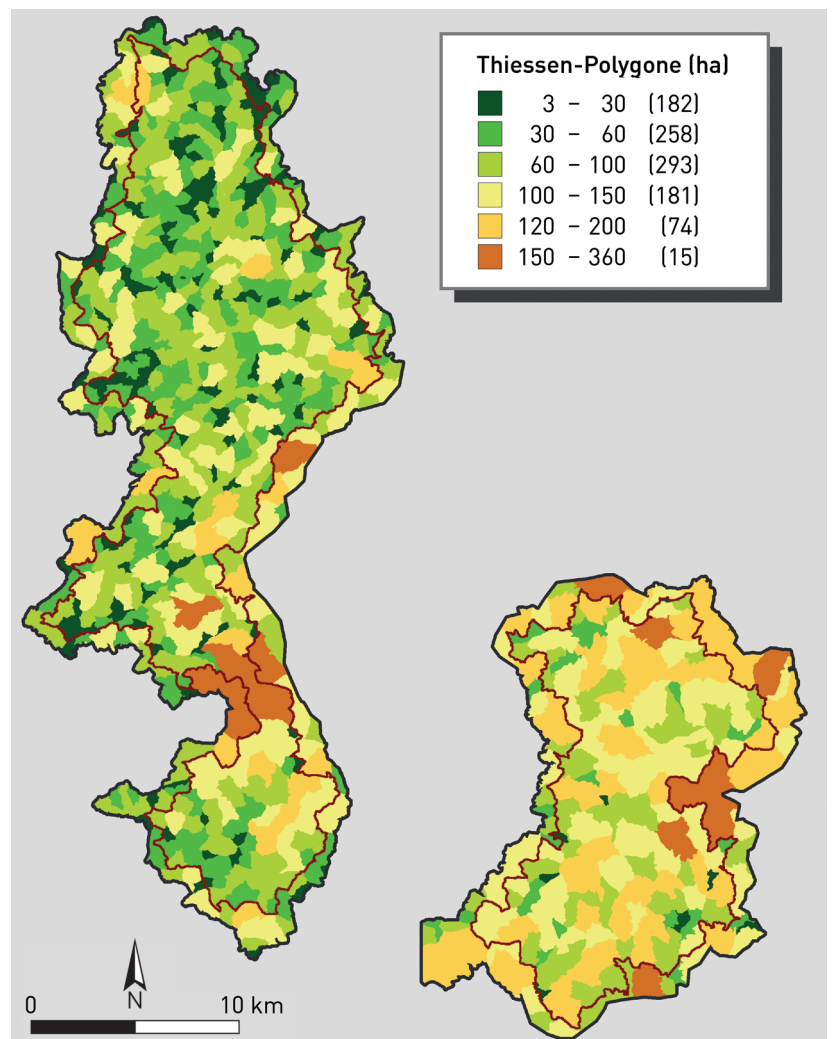 Thiessen-Polygone (ha)
3 – 30 (182)
30 – 60 (258)
60 – 100 (293)
100 – 150 (181)
120 – 200 (74)
150 – 360 (15)
N
0 10 km